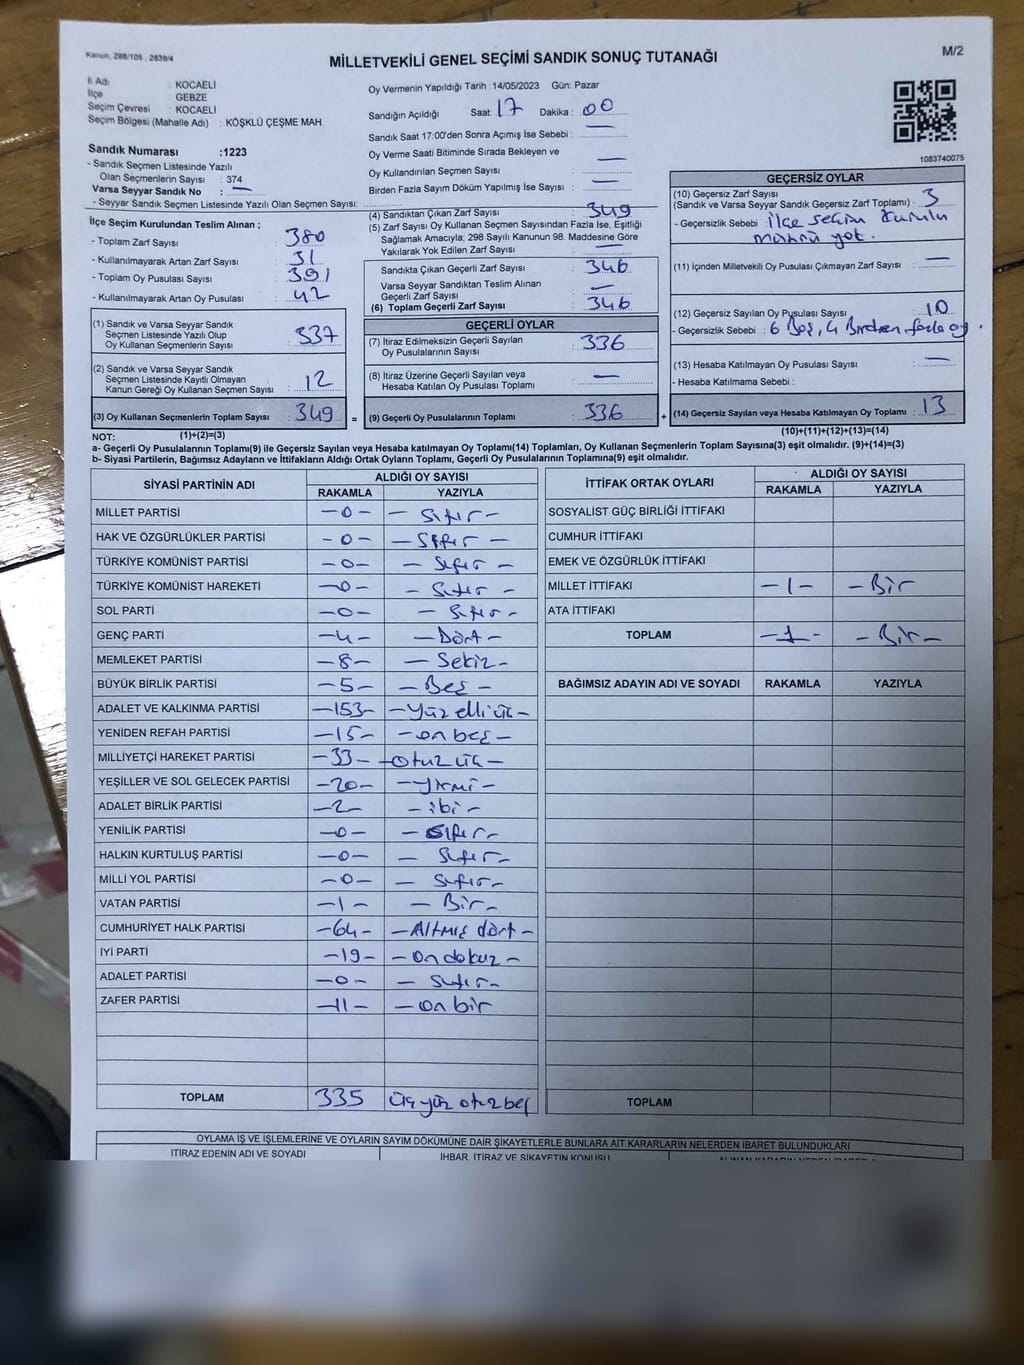 Kanun, 298/105 , 2839/4
MİLLETVEKİLİ GENEL SEÇİMİ SANDIK SONUÇ TUTANAĞI
M/2
İl Adı : KOCAELİ
İlçe : GEBZE
Seçim Çevresi : KOCAELİ
Seçim Bölgesi (Mahalle Adı) : KÖŞKLÜ ÇEŞME MAH.
Sandık Numarası :1223
- Sandık Seçmen Listesinde Yazılı
Olan Seçmenlerin Sayısı : 374
Varsa Seyyar Sandık No : —
- Seyyar Sandık Seçmen Listesinde Yazılı Olan Seçmen Sayısı:
Oy Vermenin Yapıldığı Tarih :14/05/2023 Gün: Pazar
Sandığın Açıldığı Saat: 17 Dakika : 00
Sandık Saat 17:00'den Sonra Açımış İse Sebebi : —
Oy Verme Saati Bitiminde Sırada Bekleyen ve
Oy Kullandırılan Seçmen Sayısı : —
Birden Fazla Sayım Döküm Yapılmış İse Sayısı : —
1083740075
İlçe Seçim Kurulundan Teslim Alınan ;
- Toplam Zarf Sayısı : 380
- Kullanılmayarak Artan Zarf Sayısı : 31
- Toplam Oy Pusulası Sayısı : 391
- Kullanılmayarak Artan Oy Pusulası : 42
(4) Sandıktan Çıkan Zarf Sayısı : 349
(5) Zarf Sayısı Oy Kullanan Seçmen Sayısından Fazla İse, Eşitliği
Sağlamak Amacıyla; 298 Sayılı Kanunun 98. Maddesine Göre
Yakılarak Yok Edilen Zarf Sayısı : —
Sandıkta Çıkan Geçerli Zarf Sayısı : 346
Varsa Seyyar Sandıktan Teslim Alınan
Geçerli Zarf Sayısı : —
(6) Toplam Geçerli Zarf Sayısı : 346
GEÇERSİZ OYLAR
(10) Geçersiz Zarf Sayısı
(Sandık ve Varsa Seyyar Sandık Geçersiz Zarf Toplamı) : 3
- Geçersizlik Sebebi : İlçe seçim kurulu
mührü yok.
(11) İçinden Milletvekili Oy Pusulası Çıkmayan Zarf Sayısı : —
(12) Geçersiz Sayılan Oy Pusulası Sayısı : 10
- Geçersizlik Sebebi : 6 Boş, 4 Birden fazla oy.
(13) Hesaba Katılmayan Oy Pusulası Sayısı : —
- Hesaba Katılmama Sebebi :
(14) Geçersiz Sayılan veya Hesaba Katılmayan Oy Toplamı : 13
(10)+(11)+(12)+(13)=(14)
(1) Sandık ve Varsa Seyyar Sandık
Seçmen Listesinde Yazılı Olup
Oy Kullanan Seçmenlerin Sayısı : 337
(2) Sandık ve Varsa Seyyar Sandık
Seçmen Listesinde Kayıtlı Olmayan
Kanun Gereği Oy Kullanan Seçmen Sayısı : 12
(3) Oy Kullanan Seçmenlerin Toplam Sayısı : 349 =
(1)+(2)=(3)
GEÇERLİ OYLAR
(7) İtiraz Edilmeksizin Geçerli Sayılan
Oy Pusulalarının Sayısı : 336
(8) İtiraz Üzerine Geçerli Sayılan veya
Hesaba Katılan Oy Pusulası Toplamı : —
(9) Geçerli Oy Pusulalarının Toplamı : 336 +
NOT:
a- Geçerli Oy Pusulalarının Toplamı(9) ile Geçersiz Sayılan veya Hesaba katılmayan Oy Toplamı(14) Toplamları, Oy Kullanan Seçmenlerin Toplam Sayısına(3) eşit olmalıdır. (9)+(14)=(3)
b- Siyasi Partilerin, Bağımsız Adayların ve İttifakların Aldığı Ortak Oyların Toplamı, Geçerli Oy Pusulalarının Toplamına(9) eşit olmalıdır.
SİYASİ PARTİNİN ADI ALDIĞI OY SAYISI
RAKAMLA YAZIYLA
MİLLET PARTİSİ -0- - Sıfır -
HAK VE ÖZGÜRLÜKLER PARTİSİ -0- - Sıfır -
TÜRKİYE KOMÜNİST PARTİSİ -0- - Sıfır -
TÜRKİYE KOMÜNİST HAREKETİ -0- - Sıfır -
SOL PARTİ -0- - Sıfır -
GENÇ PARTİ -4- - Dört -
MEMLEKET PARTİSİ -8- - Sekiz -
BÜYÜK BİRLİK PARTİSİ -5- - Beş -
ADALET VE KALKINMA PARTİSİ -153- - Yüz elli üç -
YENİDEN REFAH PARTİSİ -15- - on beş -
MİLLİYETÇİ HAREKET PARTİSİ -33- - otuz üç -
YEŞİLLER VE SOL GELECEK PARTİSİ -20- - yirmi -
ADALET BİRLİK PARTİSİ -2- - iki -
YENİLİK PARTİSİ -0- - Sıfır -
HALKIN KURTULUŞ PARTİSİ -0- - Sıfır -
MİLLİ YOL PARTİSİ -0- - Sıfır -
VATAN PARTİSİ -1- - Bir -
CUMHURİYET HALK PARTİSİ -64- - Altmış dört -
İYİ PARTİ -19- - on dokuz -
ADALET PARTİSİ -0- - Sıfır -
ZAFER PARTİSİ -11- - on bir
TOPLAM 335 üç yüz otuz beş
İTTİFAK ORTAK OYLARI ALDIĞI OY SAYISI
RAKAMLA YAZIYLA
SOSYALİST GÜÇ BİRLİĞİ İTTİFAKI
CUMHUR İTTİFAKI
EMEK VE ÖZGÜRLÜK İTTİFAKI
MİLLET İTTİFAKI -1- - Bir
ATA İTTİFAKI
TOPLAM -1- - Bir -
BAĞIMSIZ ADAYIN ADI VE SOYADI RAKAMLA YAZIYLA
TOPLAM
OYLAMA İŞ VE İŞLEMLERİNE VE OYLARIN SAYIM DÖKÜMÜNE DAİR ŞİKAYETLERLE BUNLARA AİT KARARLARIN NELERDEN İBARET BULUNDUKLARI
İTİRAZ EDENİN ADI VE SOYADI
İHBAR, İTİRAZ VE ŞİKAYETİN KONUSU